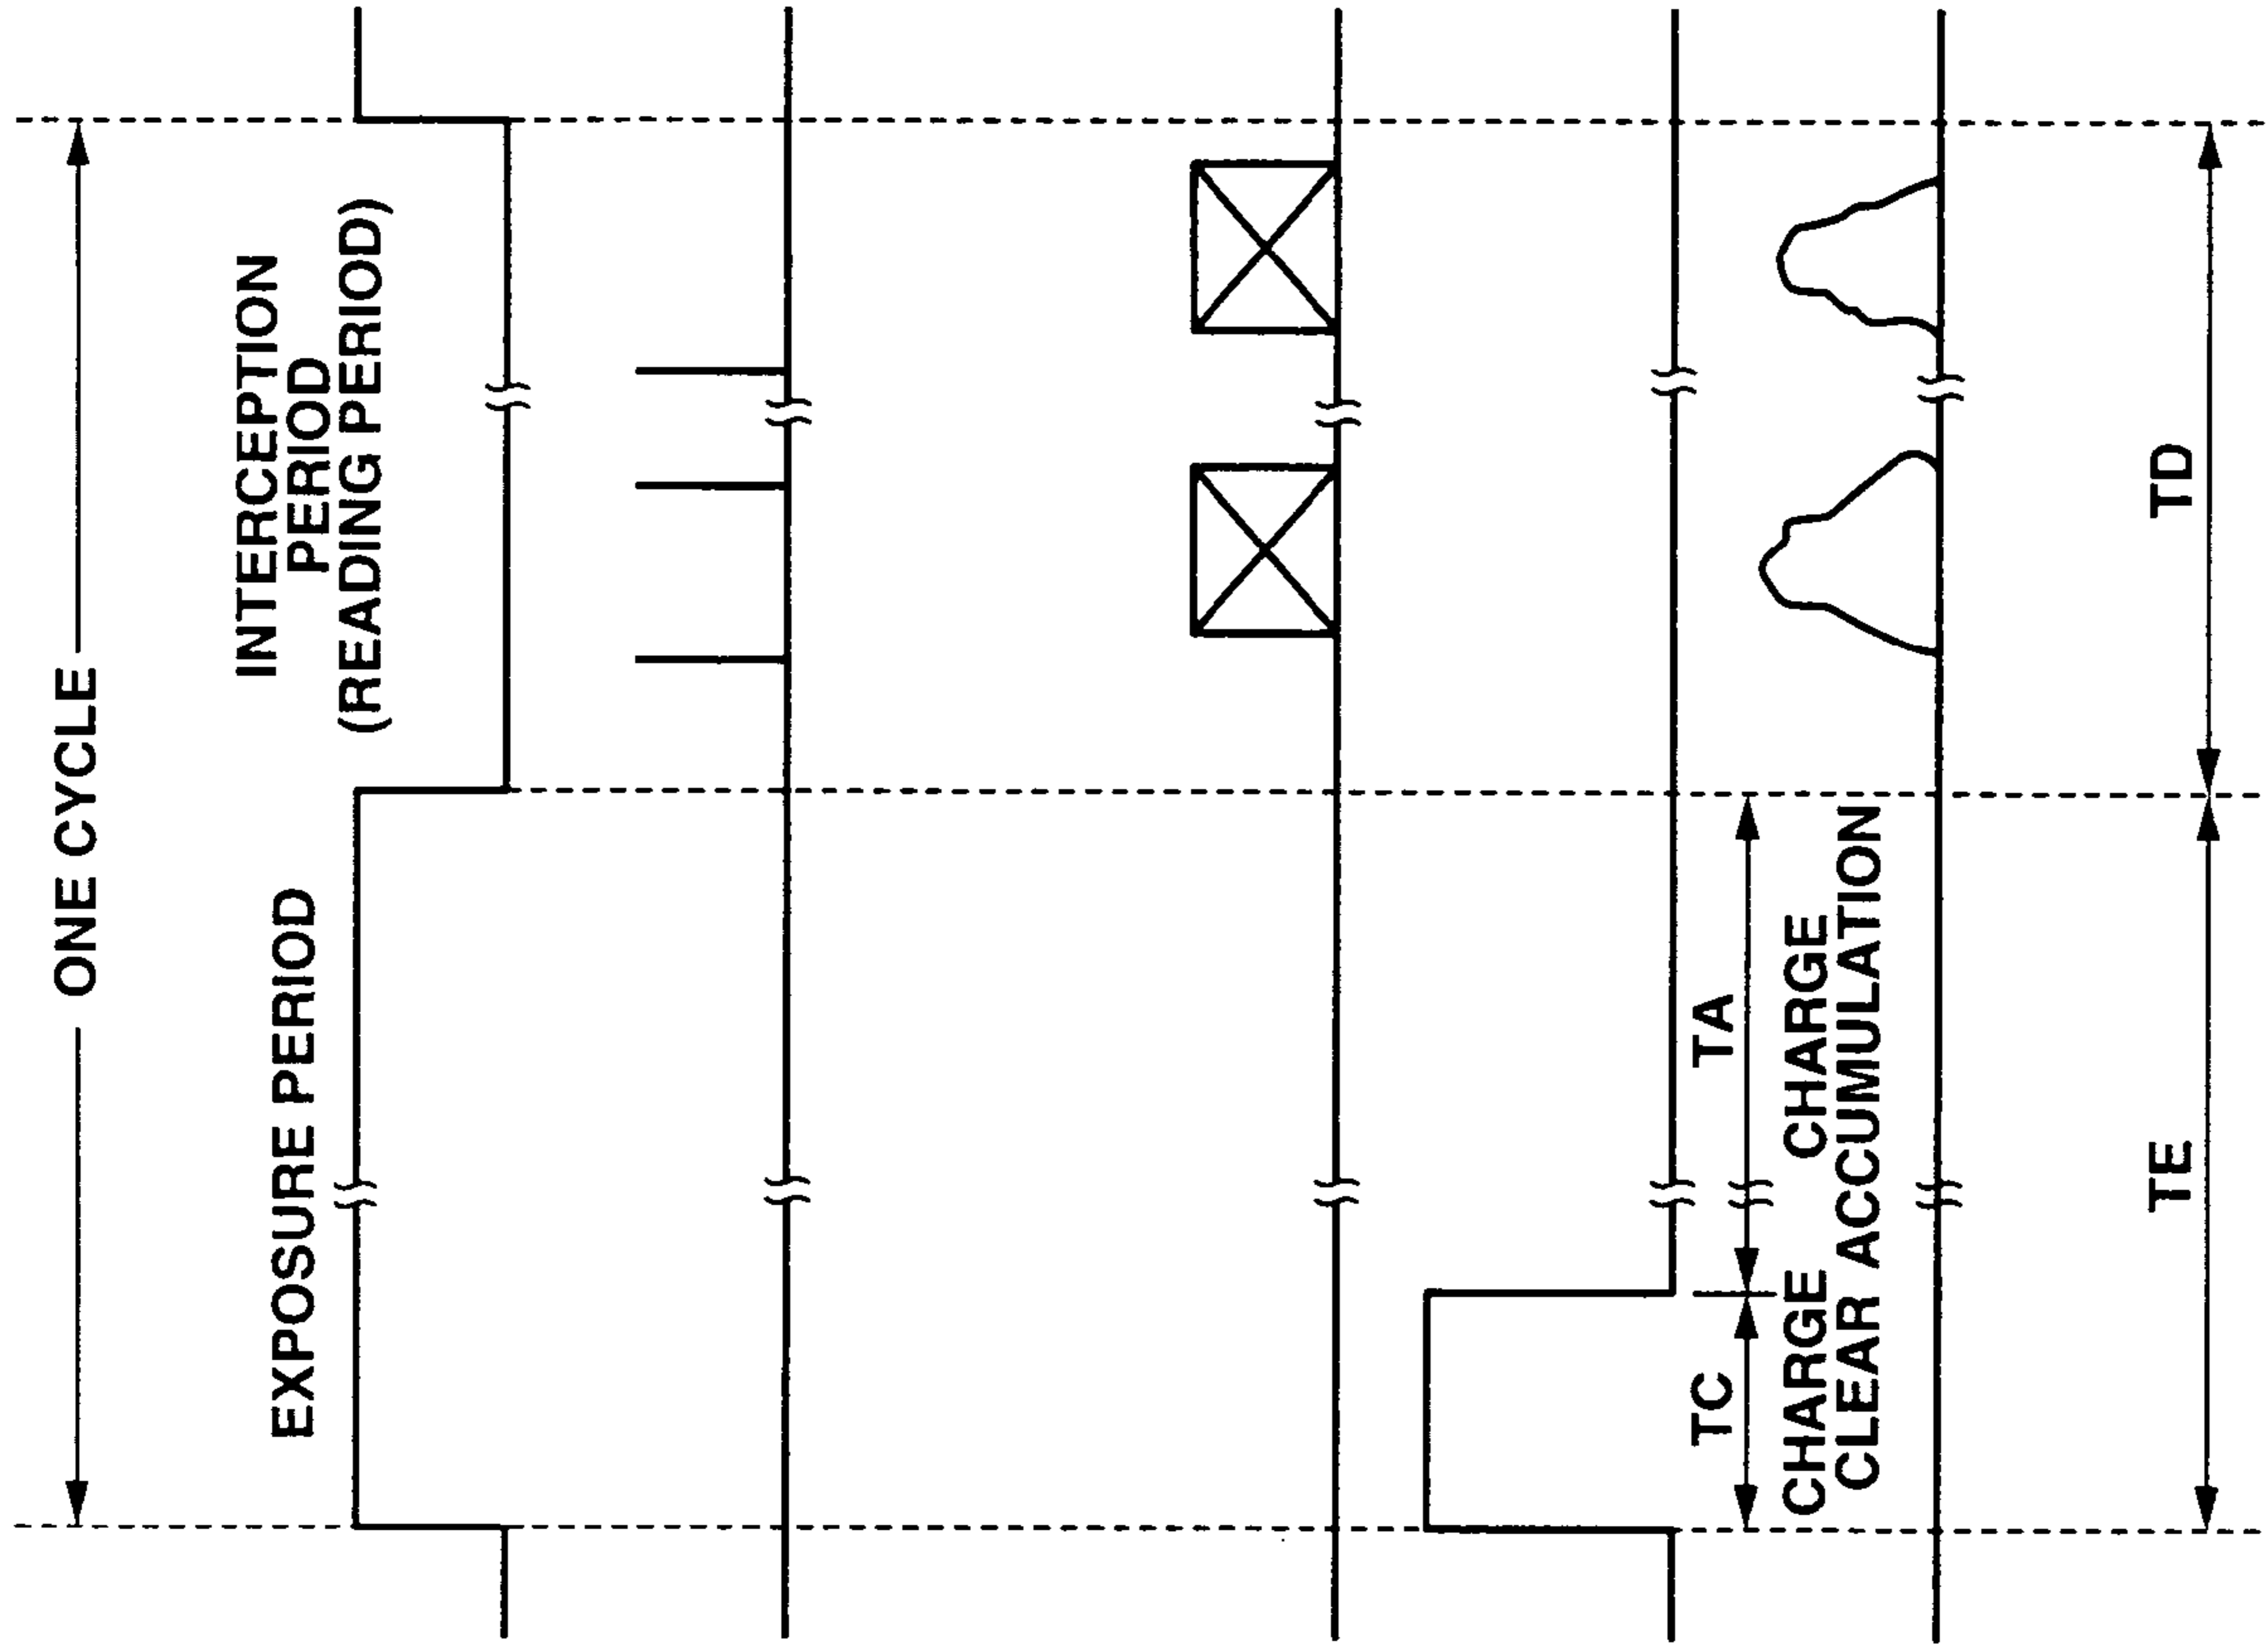 ONE CYCLE
EXPOSURE PERIOD
INTERCEPTION
PERIOD
(READING PERIOD)
TC
TA
CHARGE CHARGE
CLEAR ACCUMULATION
TE
TD